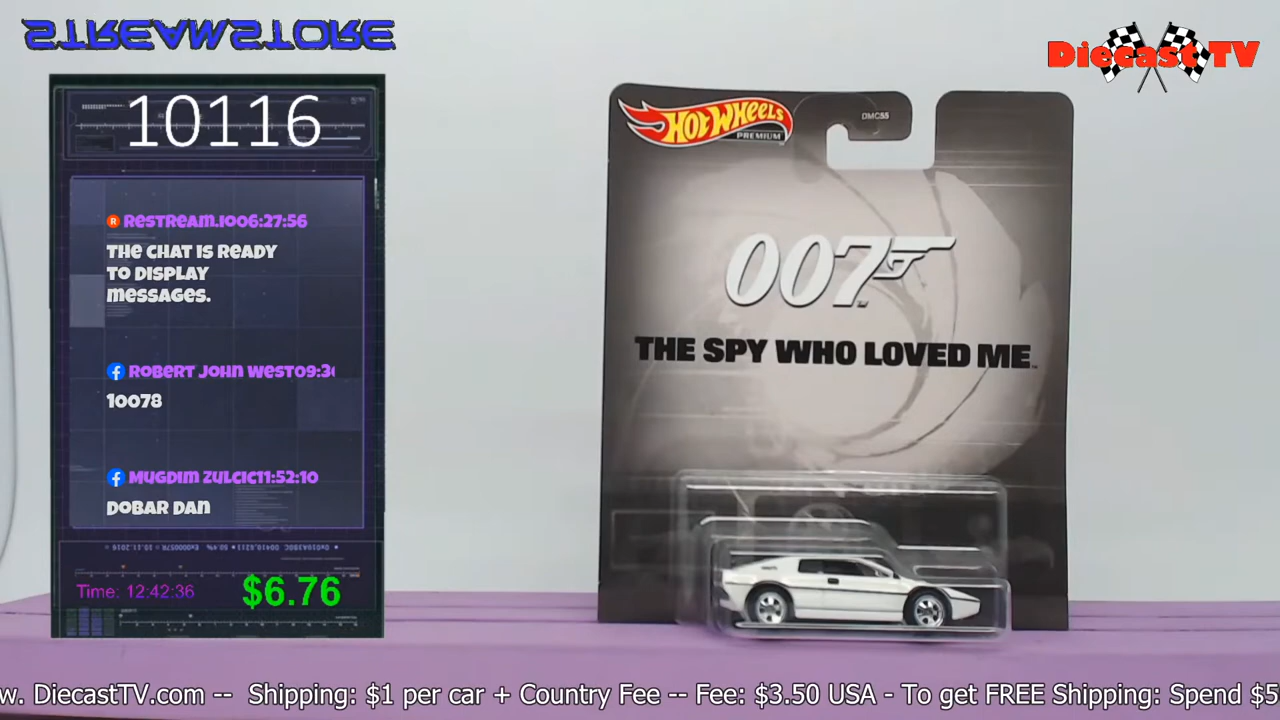 STREAMSTORE
Diecast TV
10116
Restream.io06:27:56
THE CHAT IS READY
TO DISPLAY
MESSAGES.
ROBERT JOHN WEST09:3
10078
MUGDIM ZULCIC11:52:10
DOBAR DAN
Time: 12:42:36
$6.76
HOT WHEELS
PREMIUM
DMC55
007
THE SPY WHO LOVED ME
w. DiecastTV.com -- Shipping: $1 per car + Country Fee -- Fee: $3.50 USA - To get FREE Shipping: Spend $5